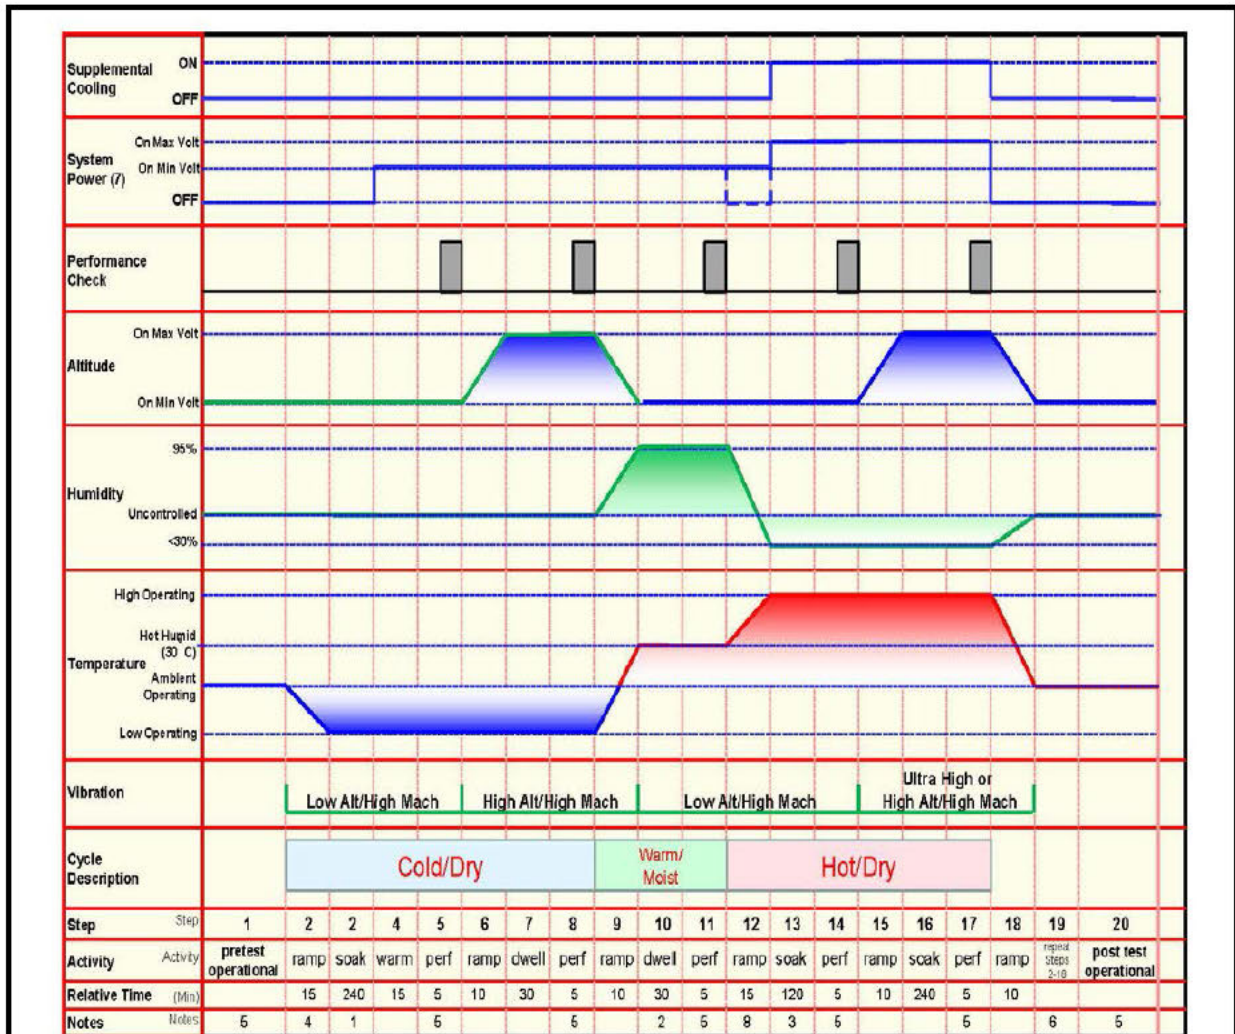 Supplemental Cooling
ON
OFF
System Power (7)
On Max Volt
On Min Volt
OFF
Performance Check
Altitude
On Max Volt
On Min Volt
Humidity
95%
Uncontrolled
<30%
Temperature
High Operating
Hot Humid
(30 C)
Ambient
Operating
Low Operating
Vibration
Low Alt/High Mach
High Alt/High Mach
Low Alt/High Mach
Ultra High or
High Alt/High Mach
Cycle
Description
Cold/Dry
Warm/
Moist
Hot/Dry
Step Step 1 2 2 4 5 6 7 8 9 10 11 12 13 14 15 16 17 18 19 20
Activity Activity pretest operational ramp soak warm perf ramp dwell perf ramp dwell perf ramp soak perf ramp soak perf ramp repeat Steps 2-18 post test operational
Relative Time (Min) 15 240 15 5 10 30 5 10 30 5 15 120 5 10 240 5 10
Notes Notes 5 4 1 5 5 2 5 8 3 5 5 6 5